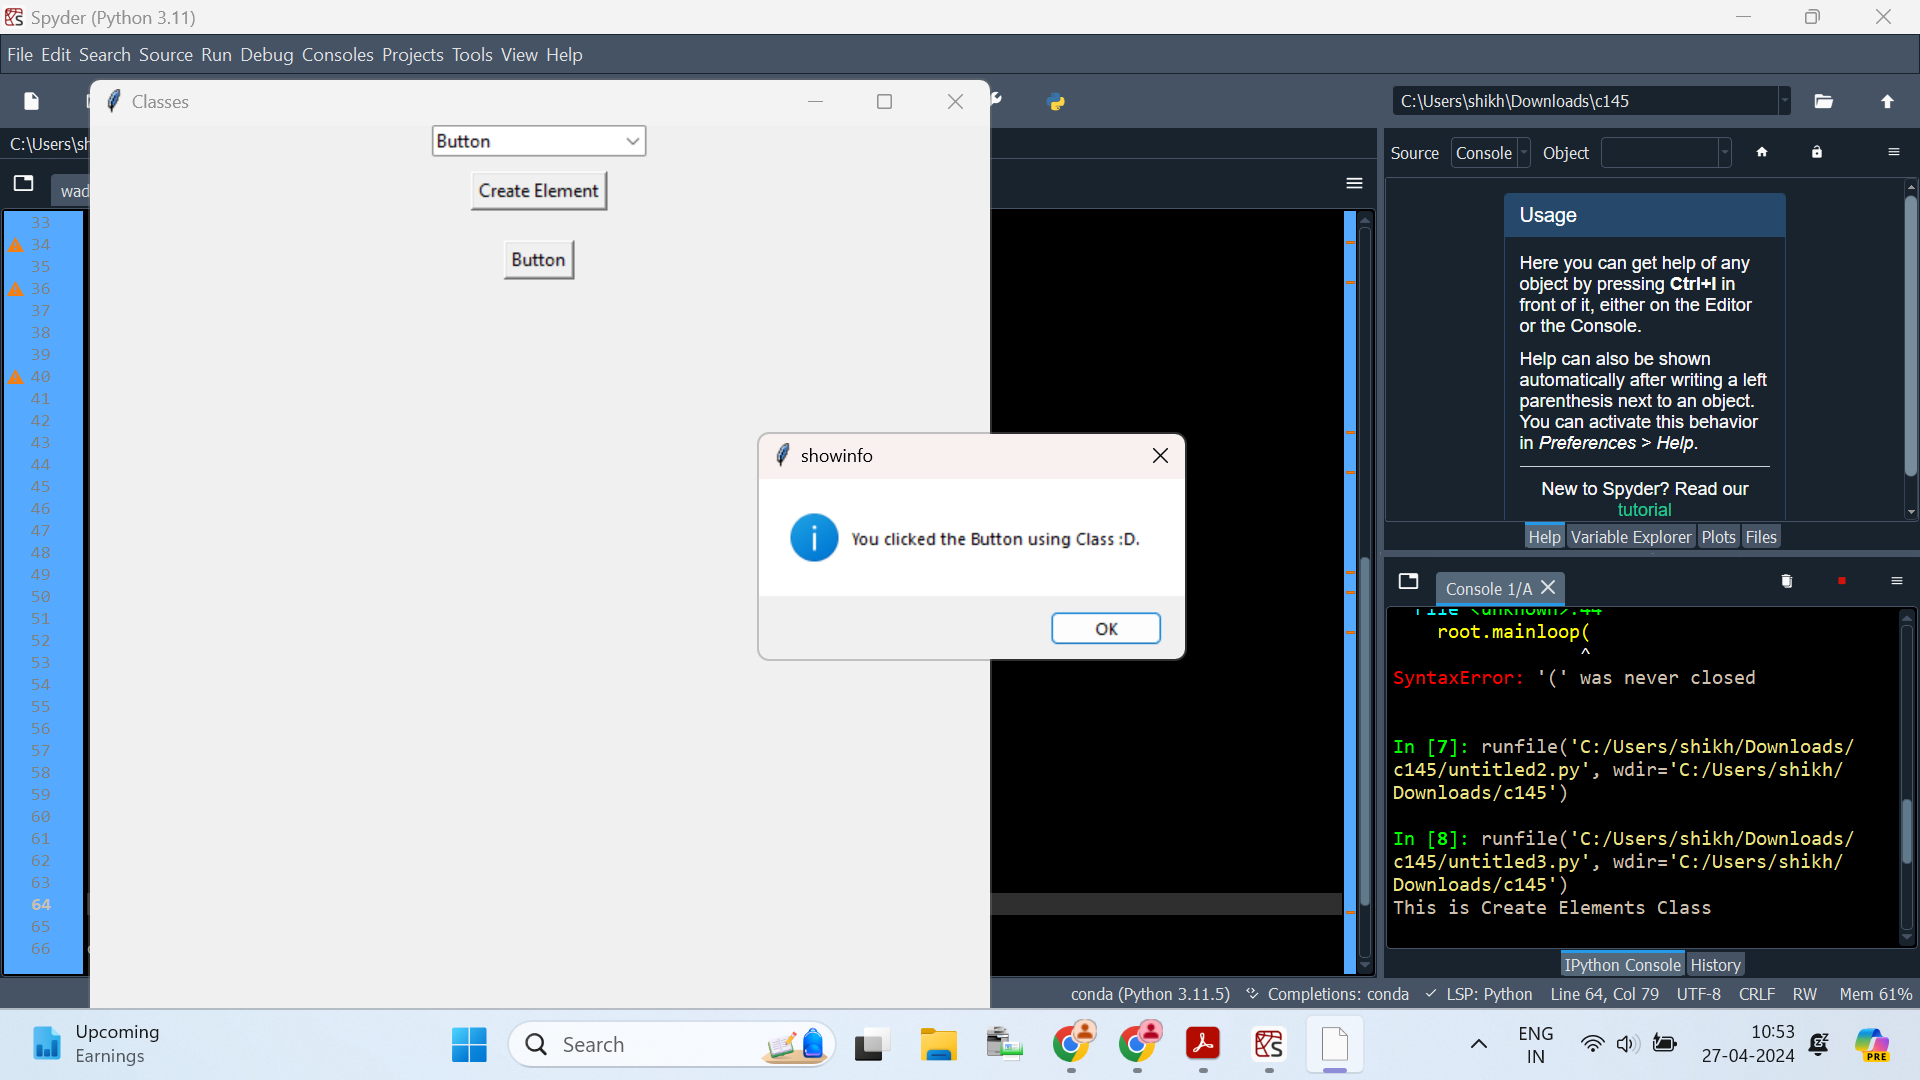 Spyder (Python 3.11)
File Edit Search Source Run Debug Consoles Projects Tools View Help
Classes
C:\Users\shikh\Downloads\c145
Button
Create Element
Button
Source Console Object
33
34
35
36
37
38
39
40
41
42
43
44
45
46
47
48
49
50
51
52
53
54
55
56
57
58
59
60
61
62
63
64
65
66
showinfo
You clicked the Button using Class :D.
OK
Usage
Here you can get help of any
object by pressing Ctrl+I in
front of it, either on the Editor
or the Console.
Help can also be shown
automatically after writing a left
parenthesis next to an object.
You can activate this behavior
in Preferences > Help.
New to Spyder? Read our
tutorial
Help Variable Explorer Plots Files
Console 1/A
File <unknown>:44
root.mainloop(
^
SyntaxError: '(' was never closed
In [7]: runfile('C:/Users/shikh/Downloads/
c145/untitled2.py', wdir='C:/Users/shikh/
Downloads/c145')
In [8]: runfile('C:/Users/shikh/Downloads/
c145/untitled3.py', wdir='C:/Users/shikh/
Downloads/c145')
This is Create Elements Class
IPython Console History
conda (Python 3.11.5) Completions: conda LSP: Python Line 64, Col 79 UTF-8 CRLF RW Mem 61%
Upcoming
Earnings
Search
ENG
IN
10:53
27-04-2024
PRE